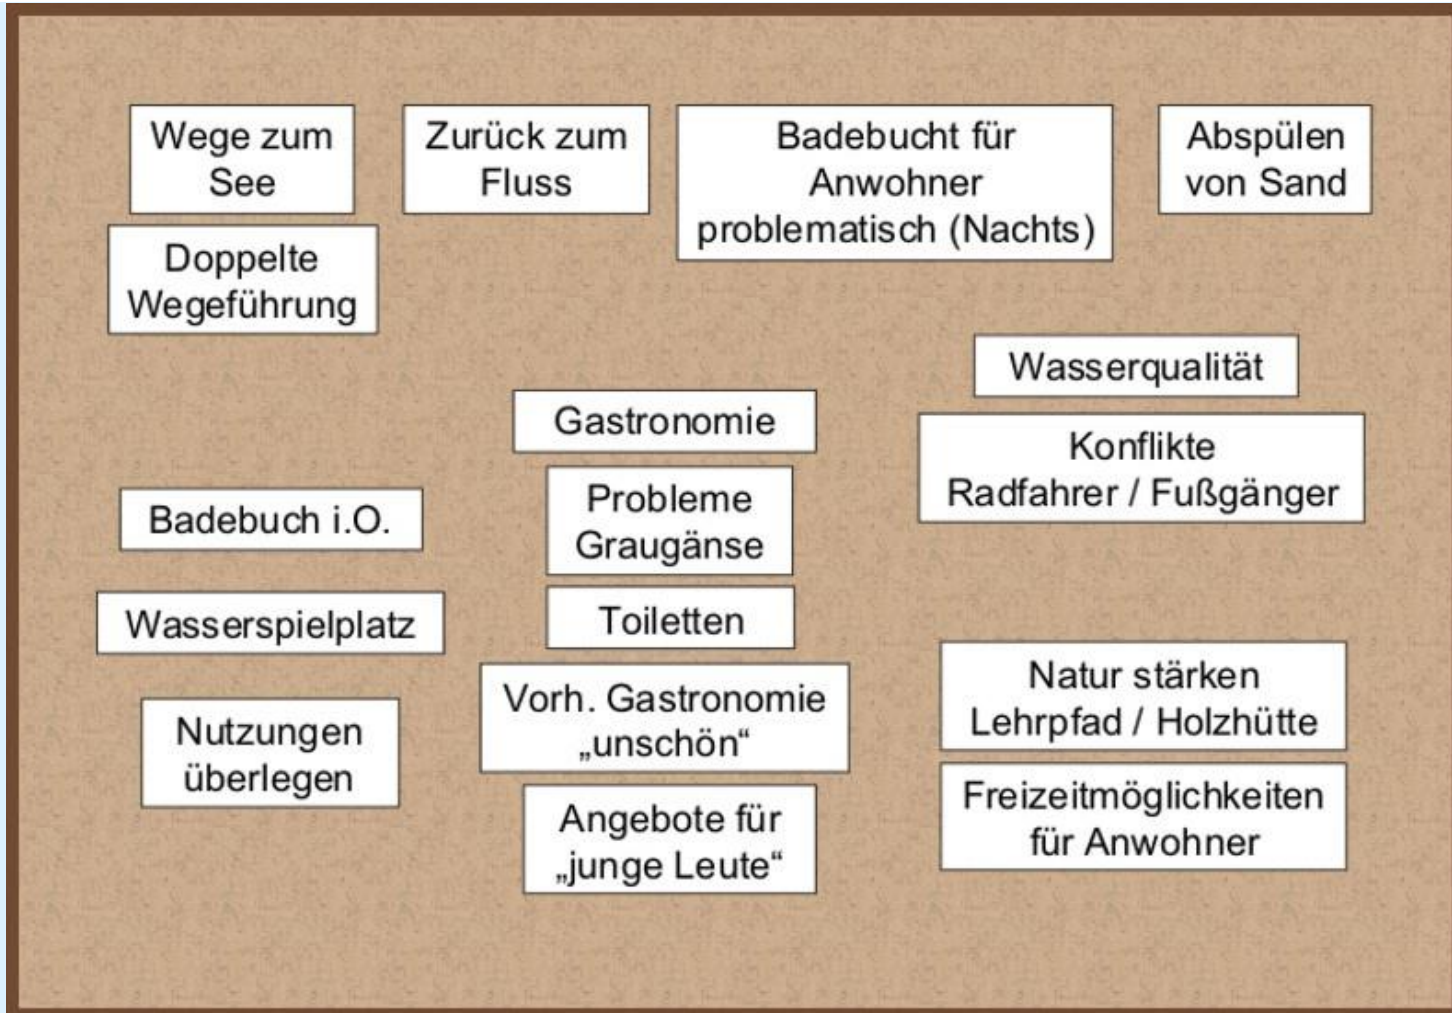 Wege zum
See
Zurück zum
Fluss
Badebucht für
Anwohner
problematisch (Nachts)
Abspülen
von Sand
Doppelte
Wegeführung
Wasserqualität
Konflikte
Radfahrer / Fußgänger
Gastronomie
Probleme
Graugänse
Toiletten
Vorh. Gastronomie
„unschön“
Angebote für
„junge Leute“
Badebuch i.O.
Wasserspielplatz
Nutzungen
überlegen
Natur stärken
Lehrpfad / Holzhütte
Freizeitmöglichkeiten
für Anwohner